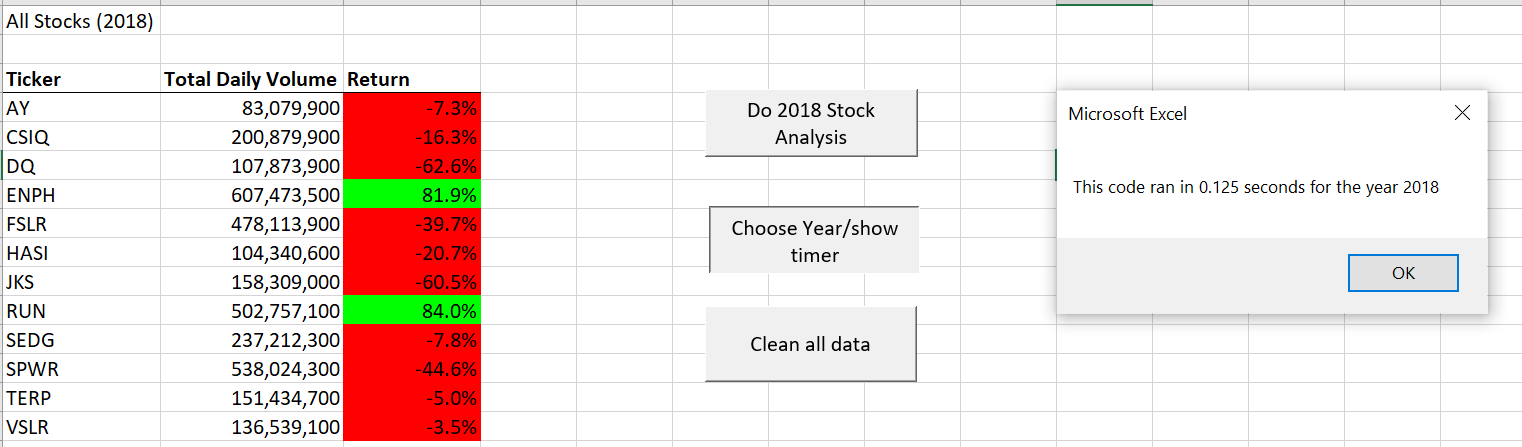 All Stocks (2018)
Ticker Total Daily Volume Return
AY 83,079,900 -7.3%
CSIQ 200,879,900 -16.3%
DQ 107,873,900 -62.6%
ENPH 607,473,500 81.9%
FSLR 478,113,900 -39.7%
HASI 104,340,600 -20.7%
JKS 158,309,000 -60.5%
RUN 502,757,100 84.0%
SEDG 237,212,300 -7.8%
SPWR 538,024,300 -44.6%
TERP 151,434,700 -5.0%
VSLR 136,539,100 -3.5%
Do 2018 Stock
Analysis
Choose Year/show
timer
Clean all data
Microsoft Excel
This code ran in 0.125 seconds for the year 2018
OK